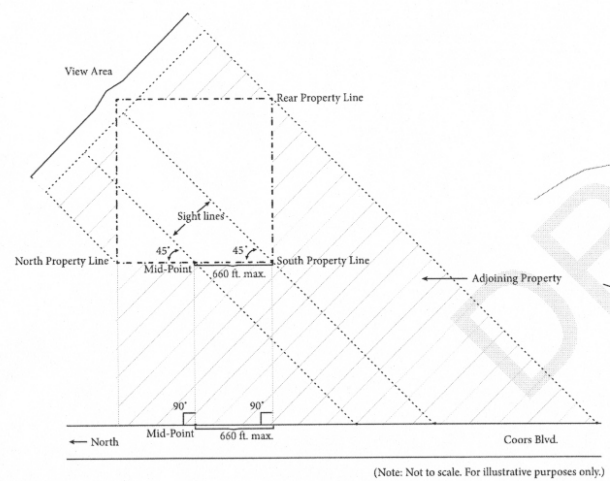 View Area
Rear Property Line
Sight lines
45°
45°
North Property Line
South Property Line
Mid-Point
660 ft. max.
Adjoining Property
90°
90°
Mid-Point
660 ft. max.
North
Coors Blvd.
(Note: Not to scale. For illustrative purposes only.)